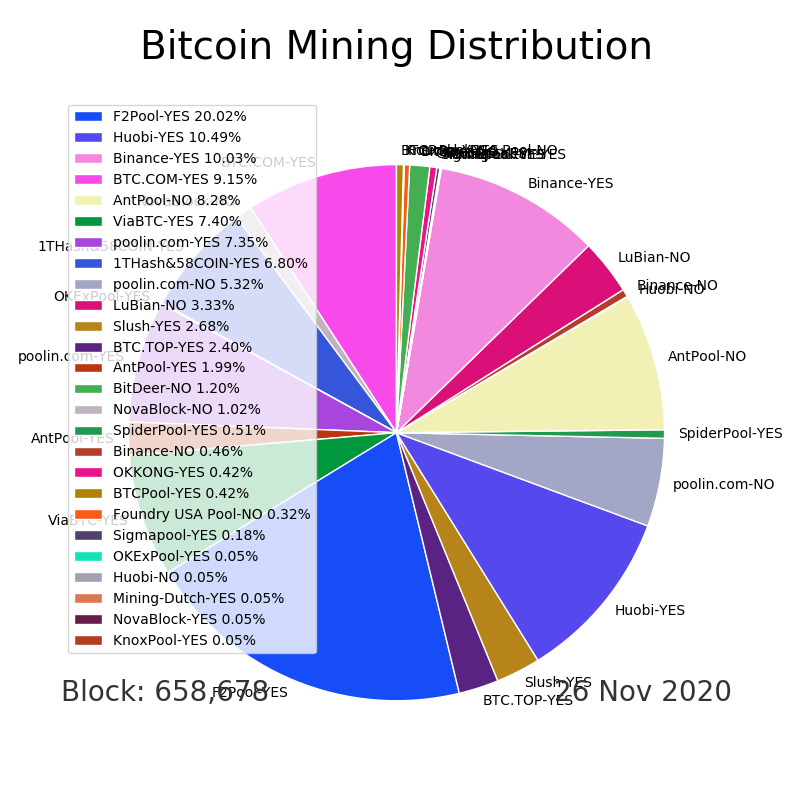 Bitcoin Mining Distribution
F2Pool-YES 20.02%
Huobi-YES 10.49%
Binance-YES 10.03%
BTC.COM-YES 9.15%
AntPool-NO 8.28%
ViaBTC-YES 7.40%
poolin.com-YES 7.35%
1THash&58COIN-YES 6.80%
poolin.com-NO 5.32%
LuBian-NO 3.33%
Slush-YES 2.68%
BTC.TOP-YES 2.40%
AntPool-YES 1.99%
BitDeer-NO 1.20%
NovaBlock-NO 1.02%
SpiderPool-YES 0.51%
Binance-NO 0.46%
OKKONG-YES 0.42%
BTCPool-YES 0.42%
Foundry USA Pool-NO 0.32%
Sigmapool-YES 0.18%
OKExPool-YES 0.05%
Huobi-NO 0.05%
Mining-Dutch-YES 0.05%
NovaBlock-YES 0.05%
KnoxPool-YES 0.05%
BTC.COM-YES
1THash&58COIN-YES
OKExPool-YES
poolin.com-YES
AntPool-YES
ViaBTC-YES
F2Pool-YES
Binance-YES
LuBian-NO
Binance-NO
Huobi-NO
AntPool-NO
SpiderPool-YES
poolin.com-NO
Huobi-YES
Slush-YES
BTC.TOP-YES
Block: 658,678
26 Nov 2020